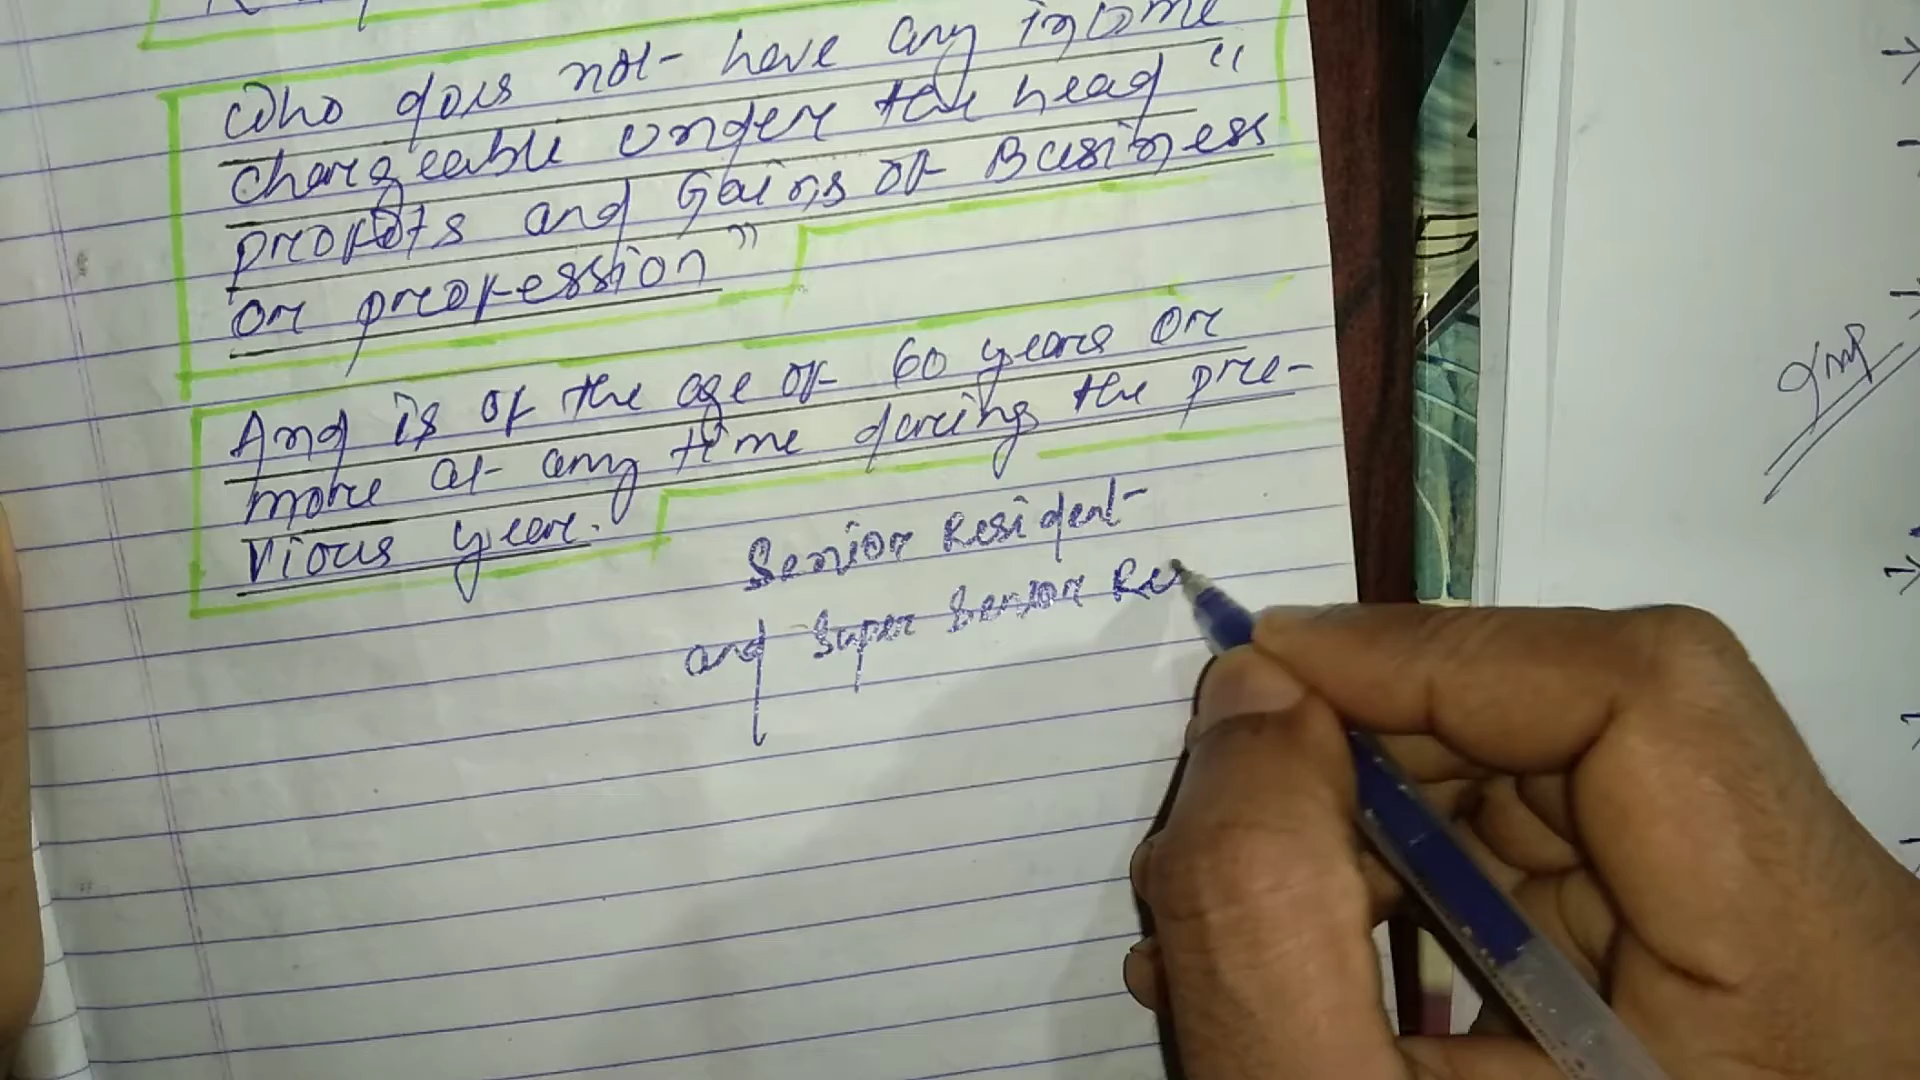 who does not have any income
chargeable under the head "
profits and Gains of Business
or profession"
And is of the age of 60 years or
more at any time during the pre-
vious year.
Senior Resident
and Super Senior Res
Imp